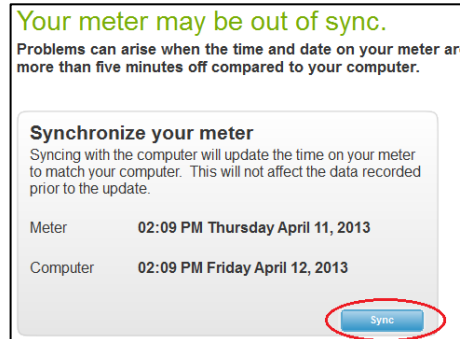 Your meter may be out of sync.
Problems can arise when the time and date on your meter are
more than five minutes off compared to your computer.
Synchronize your meter
Syncing with the computer will update the time on your meter
to match your computer. This will not affect the data recorded
prior to the update.
Meter 02:09 PM Thursday April 11, 2013
Computer 02:09 PM Friday April 12, 2013
Sync